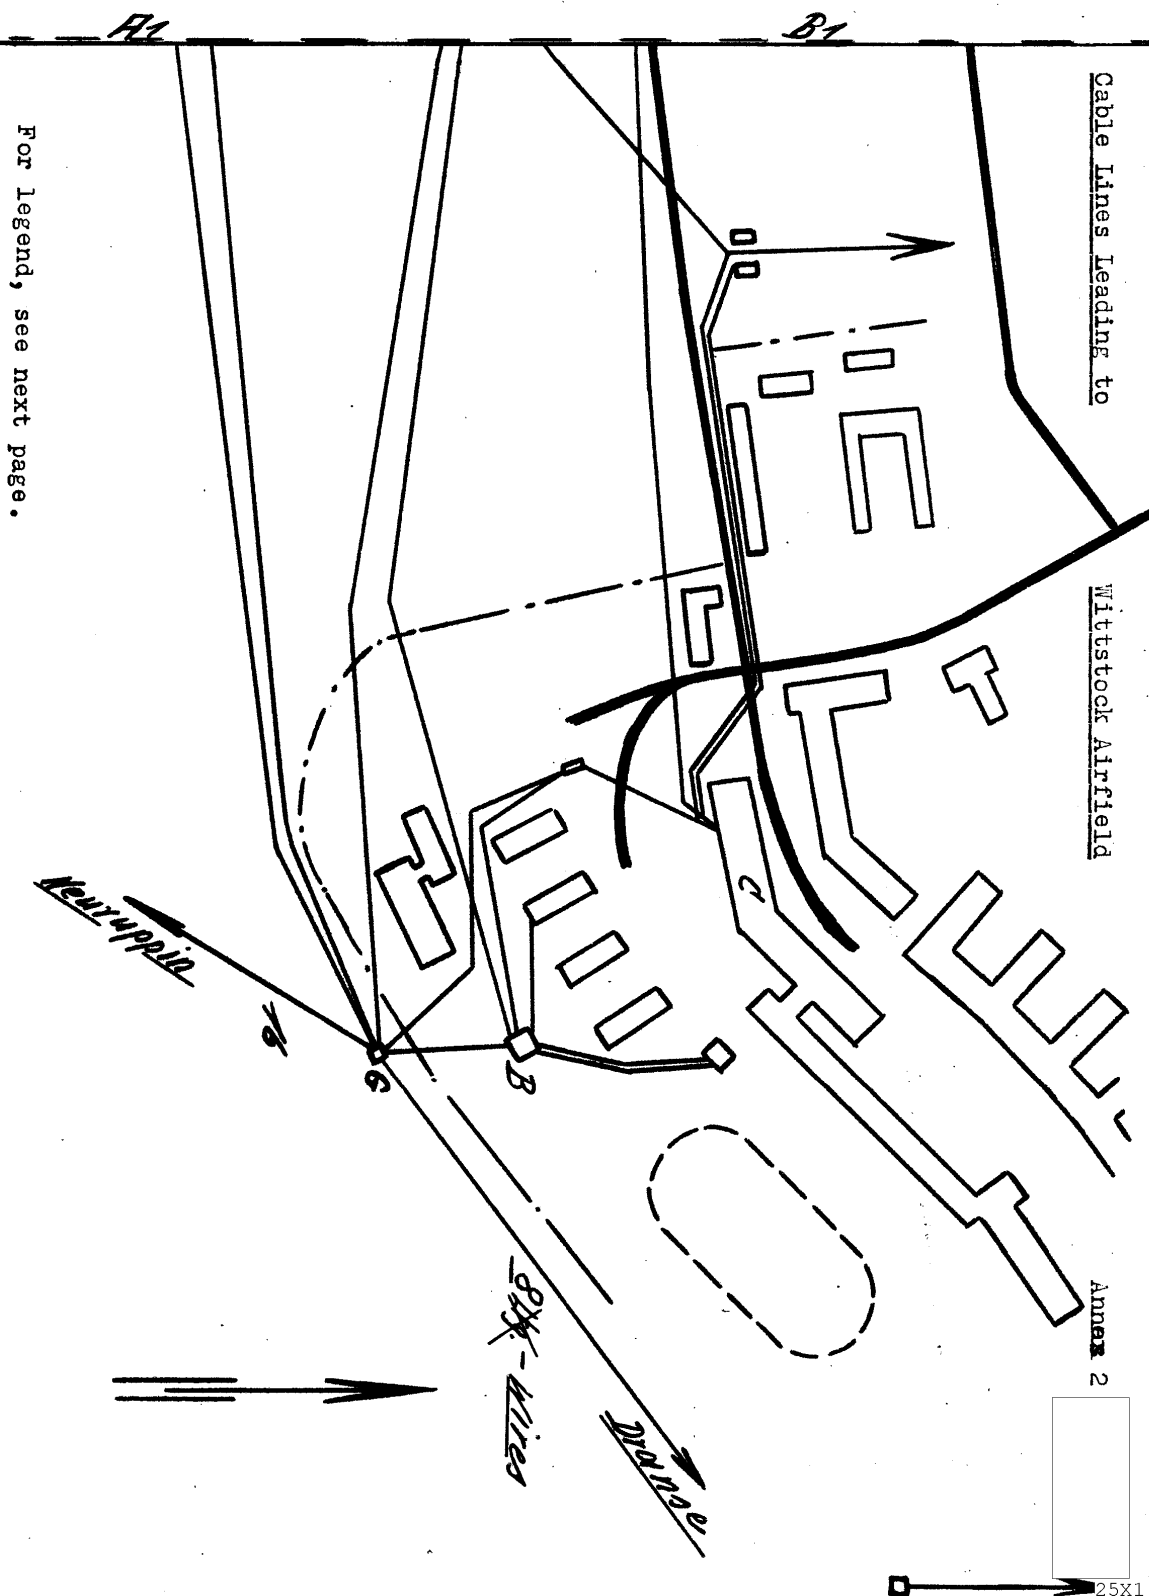 Cable Lines Leading to Wittstock Airfield Annex 2
A1
B1
C
B
G
16
Neuruppin
Wires
Dranse
For legend, see next page.
25X1